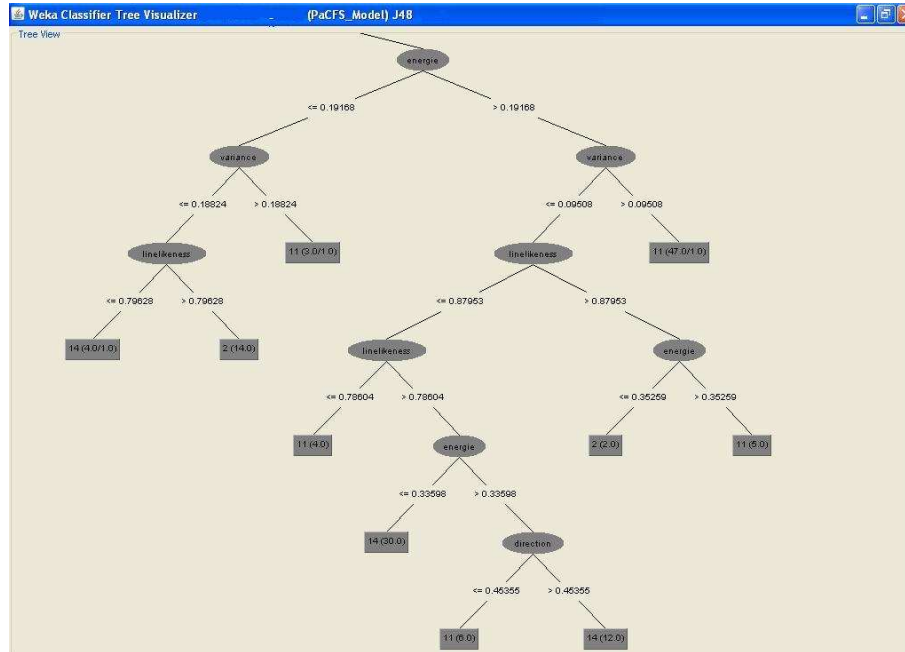 Weka Classifier Tree Visualizer (PaCFS_Model) J48
Tree View
energie
<= 0.19168 > 0.19168
variance variance
<= 0.18824 > 0.18824 <= 0.09508 > 0.09508
linelikeness 11 (3.0/1.0) linelikeness 11 (47.0/1.0)
<= 0.79628 > 0.79628 <= 0.87953 > 0.87953
14 (4.0/1.0) 2 (14.0) linelikeness energie
<= 0.78604 > 0.78604 <= 0.35259 > 0.35259
11 (4.0) energie 2 (2.0) 11 (5.0)
<= 0.33598 > 0.33598
14 (30.0) direction
<= 0.45355 > 0.45355
11 (6.0) 14 (12.0)